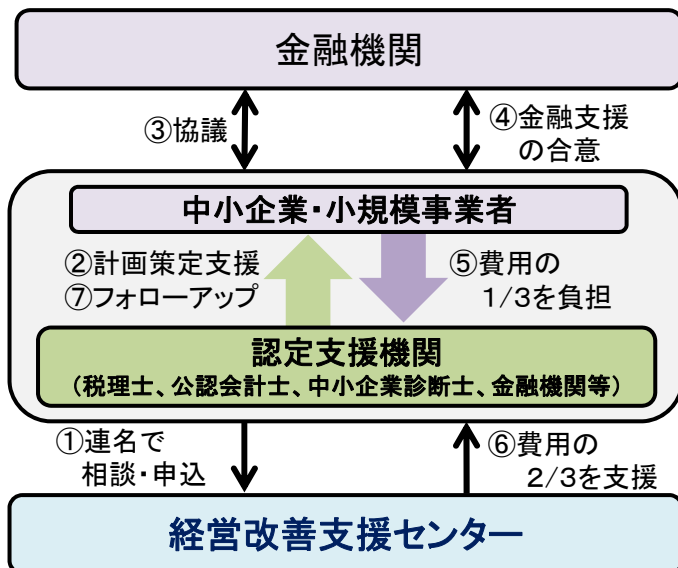 金融機関
③協議
④金融支援
の合意
中小企業・小規模事業者
②計画策定支援
⑦フォローアップ
⑤費用の
1/3を負担
認定支援機関
（税理士、公認会計士、中小企業診断士、金融機関等）
①連名で
相談・申込
⑥費用の
2/3を支援
経営改善支援センター